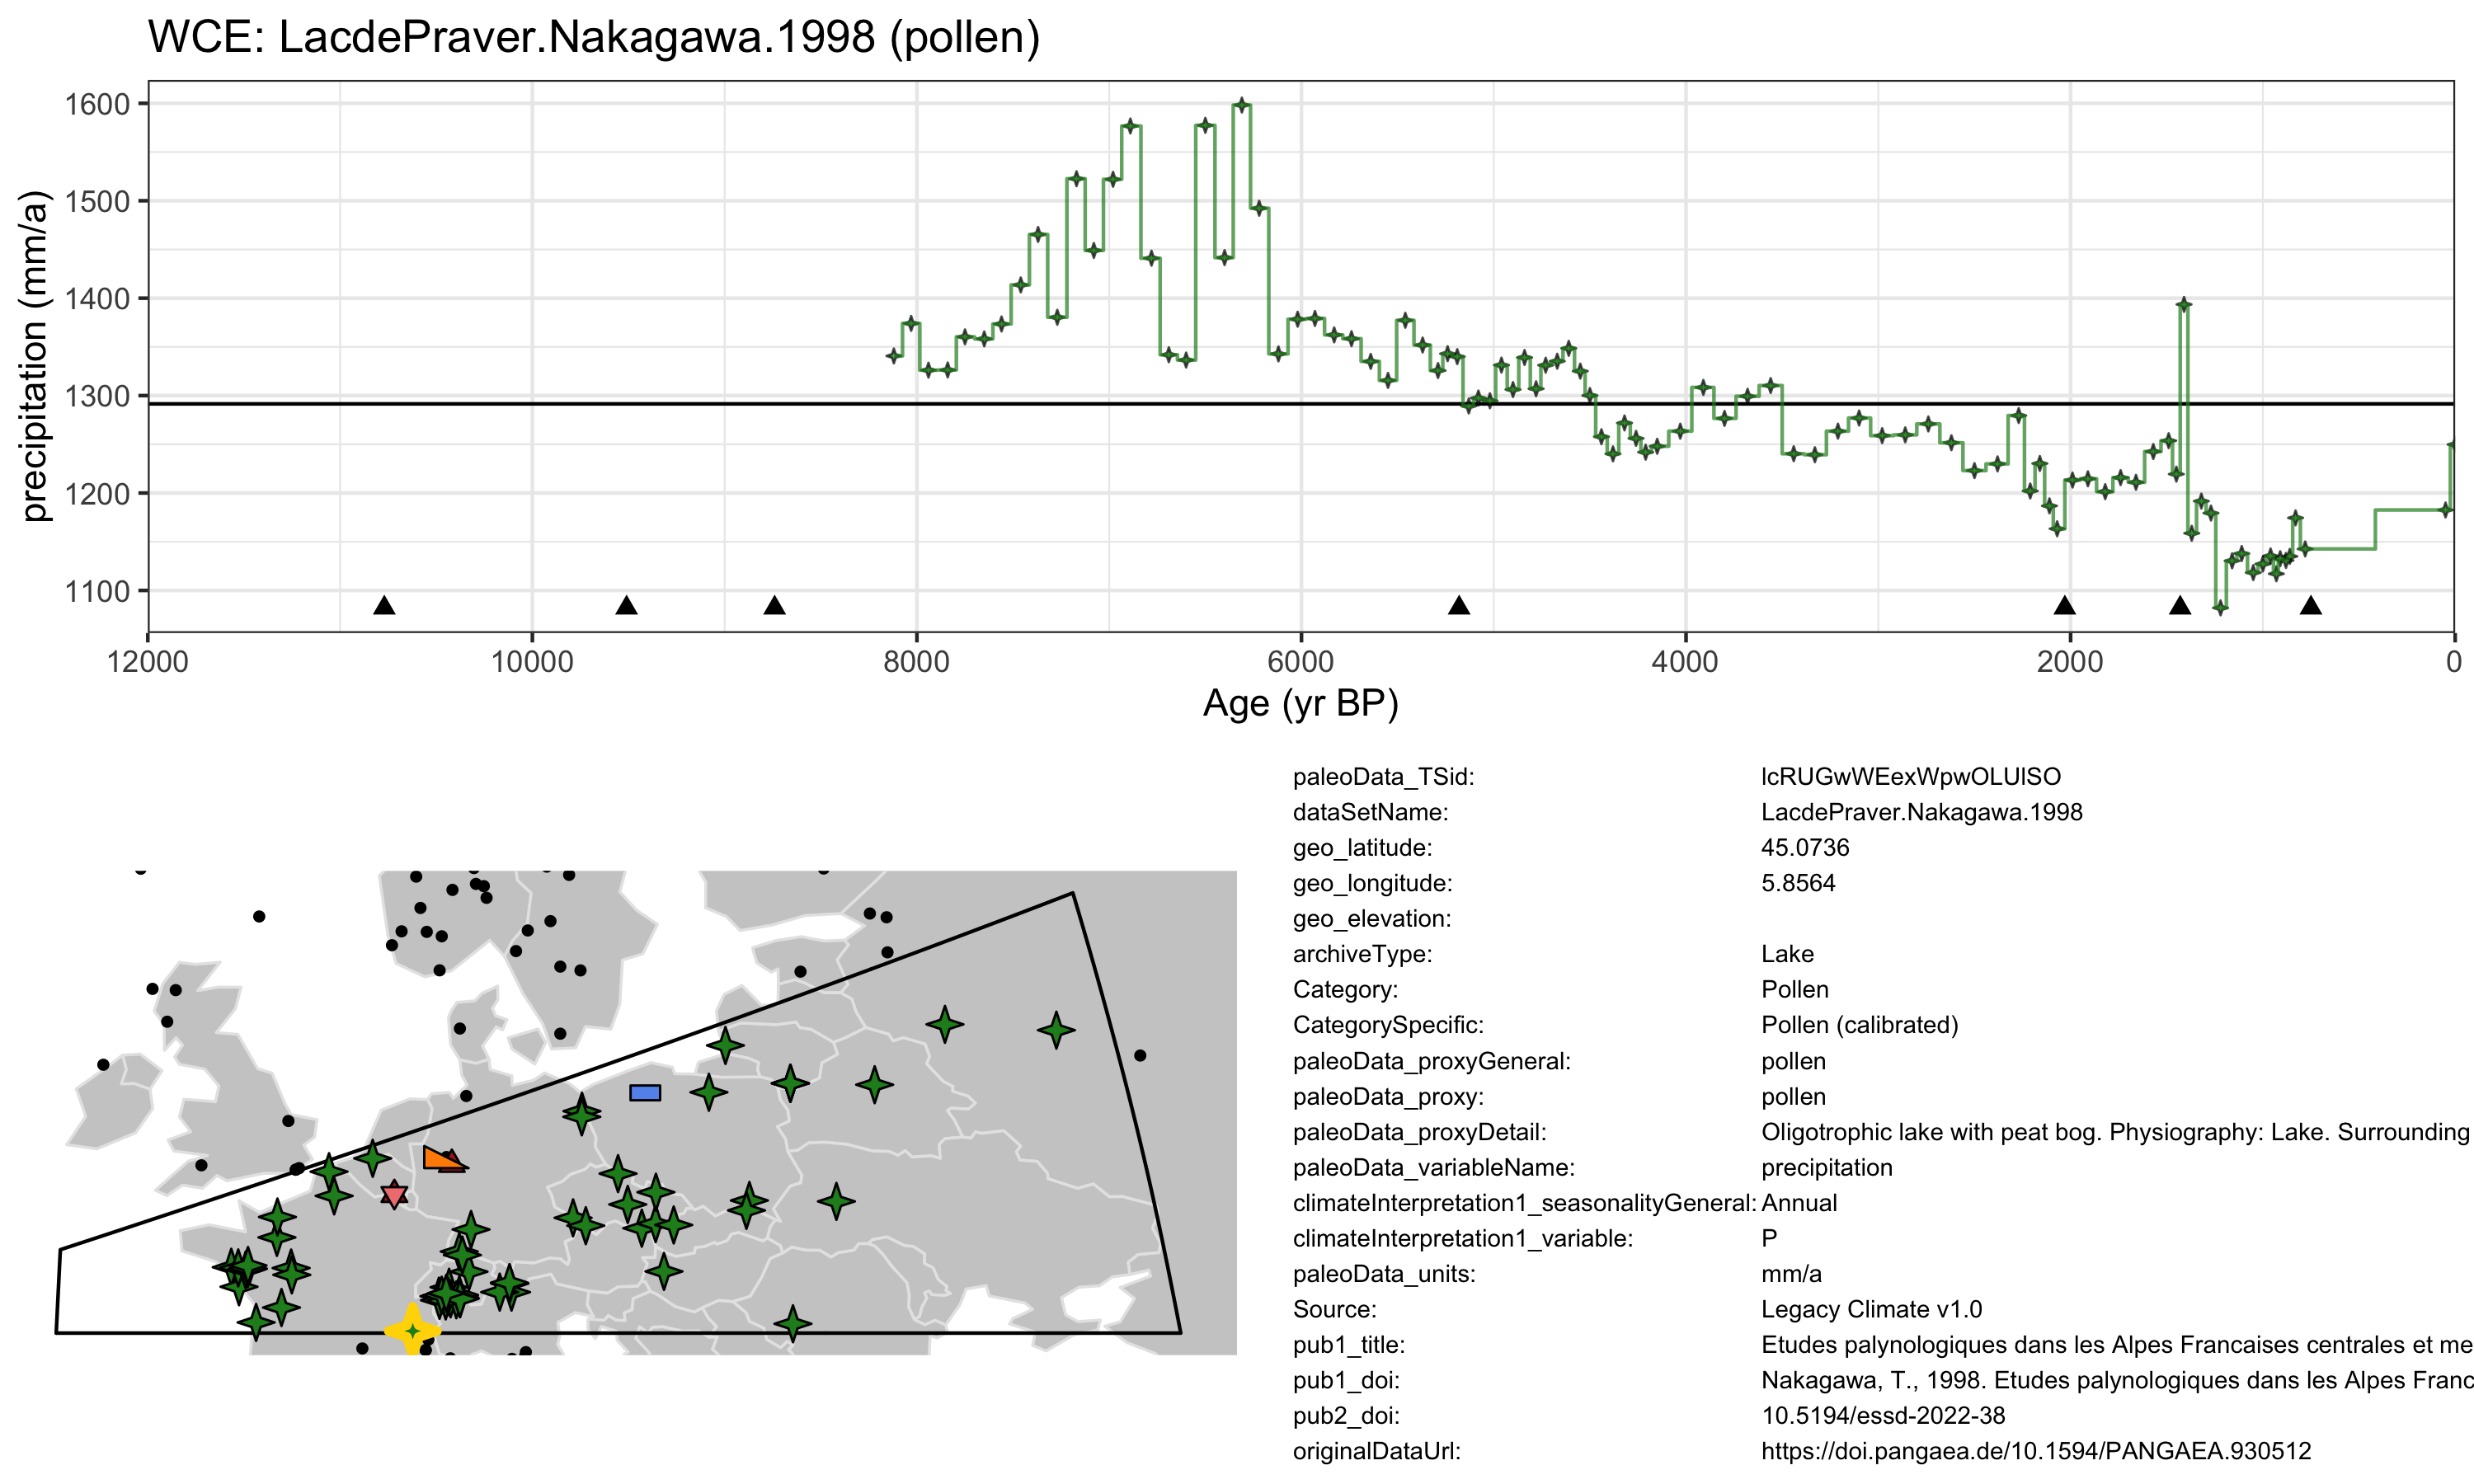 WCE: LacdePraver.Nakagawa.1998 (pollen)
precipitation (mm/a)
1600
1500
1400
1300
1200
1100
12000 10000 8000 6000 4000 2000 0
Age (yr BP)
paleoData_TSid: lcRUGwWEexWpwOLUlSO
dataSetName: LacdePraver.Nakagawa.1998
geo_latitude: 45.0736
geo_longitude: 5.8564
geo_elevation:
archiveType: Lake
Category: Pollen
CategorySpecific: Pollen (calibrated)
paleoData_proxyGeneral: pollen
paleoData_proxy: pollen
paleoData_proxyDetail: Oligotrophic lake with peat bog. Physiography: Lake. Surrounding
paleoData_variableName: precipitation
climateInterpretation1_seasonalityGeneral: Annual
climateInterpretation1_variable: P
paleoData_units: mm/a
Source: Legacy Climate v1.0
pub1_title: Etudes palynologiques dans les Alpes Francaises centrales et me
pub1_doi: Nakagawa, T., 1998. Etudes palynologiques dans les Alpes Franc
pub2_doi: 10.5194/essd-2022-38
originalDataUrl: https://doi.pangaea.de/10.1594/PANGAEA.930512